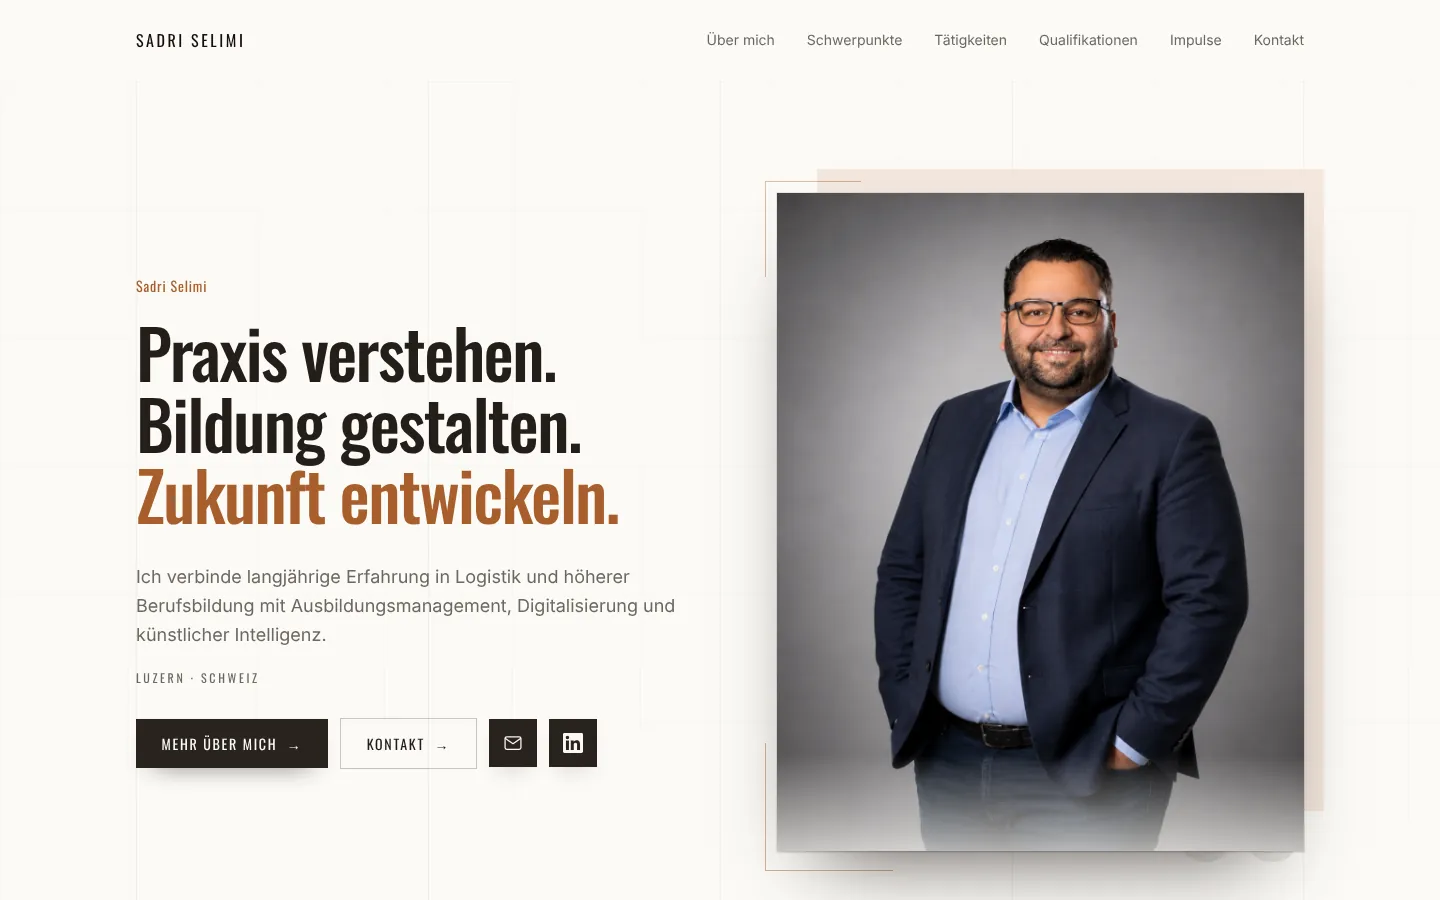 SADRI SELIMI
Über mich
Schwerpunkte
Tätigkeiten
Qualifikationen
Impulse
Kontakt
Sadri Selimi
Praxis verstehen.
Bildung gestalten.
Zukunft entwickeln.
Ich verbinde langjährige Erfahrung in Logistik und höherer
Berufsbildung mit Ausbildungsmanagement, Digitalisierung und
künstlicher Intelligenz.
LUZERN · SCHWEIZ
MEHR ÜBER MICH →
KONTAKT →
in